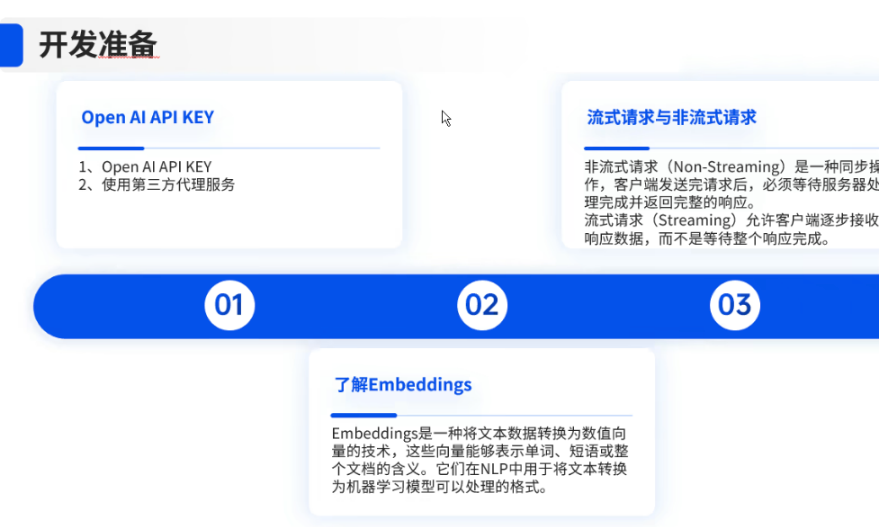 开发准备
Open AI API KEY
1、Open AI API KEY
2、使用第三方代理服务
流式请求与非流式请求
非流式请求（Non-Streaming）是一种同步操
作，客户端发送完请求后，必须等待服务器处
理完成并返回完整的响应。
流式请求（Streaming）允许客户端逐步接收
响应数据，而不是等待整个响应完成。
01
02
03
了解Embeddings
Embeddings是一种将文本数据转换为数值向
量的技术，这些向量能够表示单词、短语或整
个文档的含义。它们在NLP中用于将文本转换
为机器学习模型可以处理的格式。